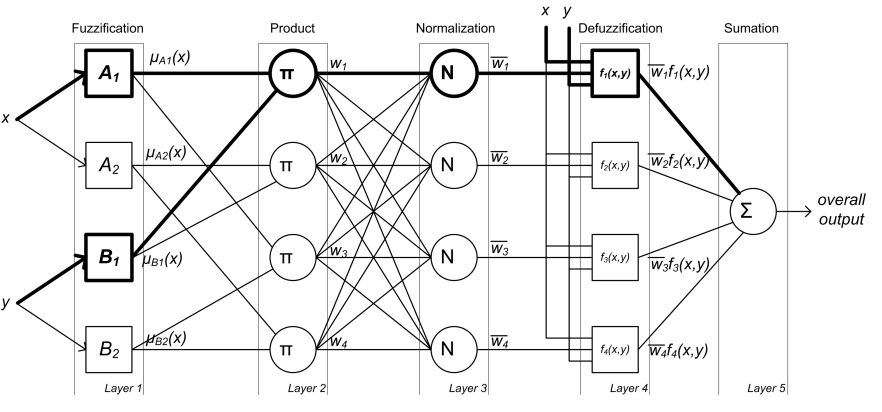 x y
Fuzzification Product Normalization Defuzzification Sumation
A1 μA1(x) π w1 N w̅1 f1(x,y) w̅1f1(x,y)
x
A2 μA2(x) π w2 N w̅2 f2(x,y) w̅2f2(x,y)
Σ overall
output
B1 μB1(x) π w3 N w̅3 f3(x,y) w̅3f3(x,y)
y
B2 μB2(x) π w4 N w̅4 f4(x,y) w̅4f4(x,y)
Layer 1 Layer 2 Layer 3 Layer 4 Layer 5